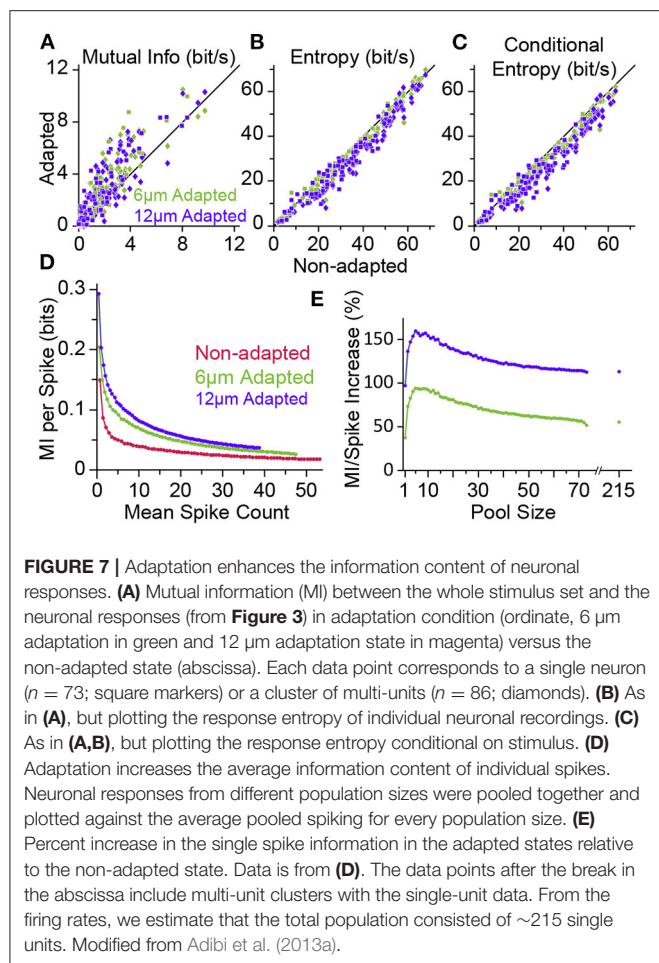 A
Mutual Info (bit/s)
B
Entropy (bit/s)
C
Conditional
Entropy (bit/s)
Adapted
12
8
4
0
0 4 8 12
6µm Adapted
12µm Adapted
60
40
20
0
0 20 40 60
60
40
20
0
0 20 40 60
Non-adapted
D
MI per Spike (bits)
0.3
0.2
0.1
0
0 10 20 30 40 50
Mean Spike Count
Non-adapted
6µm Adapted
12µm Adapted
E
MI/Spike Increase (%)
150
100
50
0
1 10 30 50 70 215
Pool Size
FIGURE 7 | Adaptation enhances the information content of neuronal
responses. (A) Mutual information (MI) between the whole stimulus set and the
neuronal responses (from Figure 3) in adaptation condition (ordinate, 6 µm
adaptation in green and 12 µm adaptation state in magenta) versus the
non-adapted state (abscissa). Each data point corresponds to a single neuron
(n = 73; square markers) or a cluster of multi-units (n = 86; diamonds). (B) As
in (A), but plotting the response entropy of individual neuronal recordings. (C)
As in (A,B), but plotting the response entropy conditional on stimulus. (D)
Adaptation increases the average information content of individual spikes.
Neuronal responses from different population sizes were pooled together and
plotted against the average pooled spiking for every population size. (E)
Percent increase in the single spike information in the adapted states relative
to the non-adapted state. Data is from (D). The data points after the break in
the abscissa include multi-unit clusters with the single-unit data. From the
firing rates, we estimate that the total population consisted of ~215 single
units. Modified from Adibi et al. (2013a).